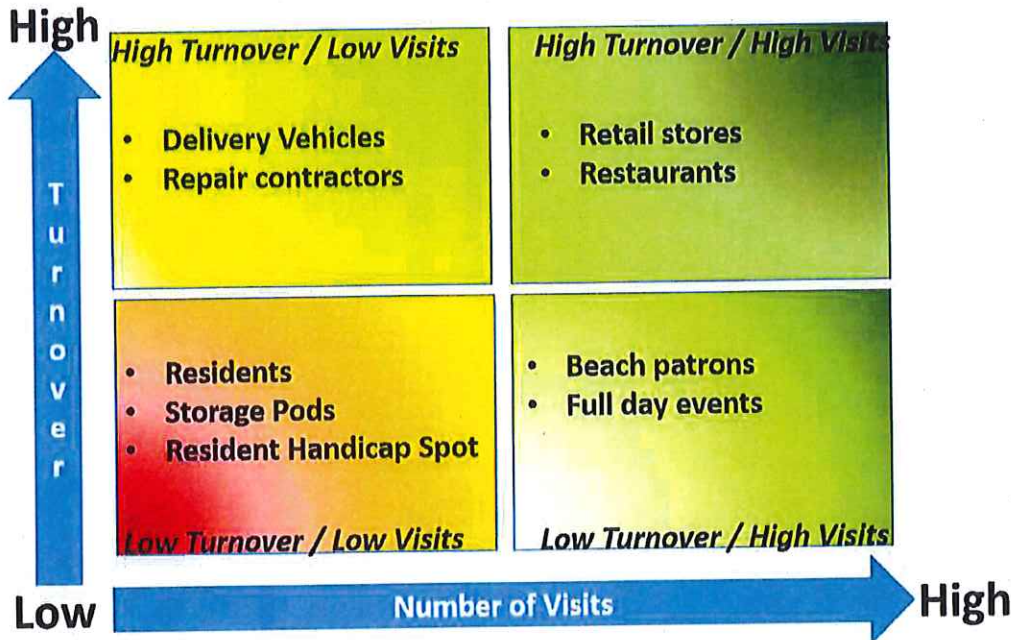 High
High Turnover / Low Visits
• Delivery Vehicles
• Repair contractors
High Turnover / High Visits
• Retail stores
• Restaurants
Turnover
• Residents
• Storage Pods
• Resident Handicap Spot
Low Turnover / Low Visits
• Beach patrons
• Full day events
Low Turnover / High Visits
Low
Number of Visits
High